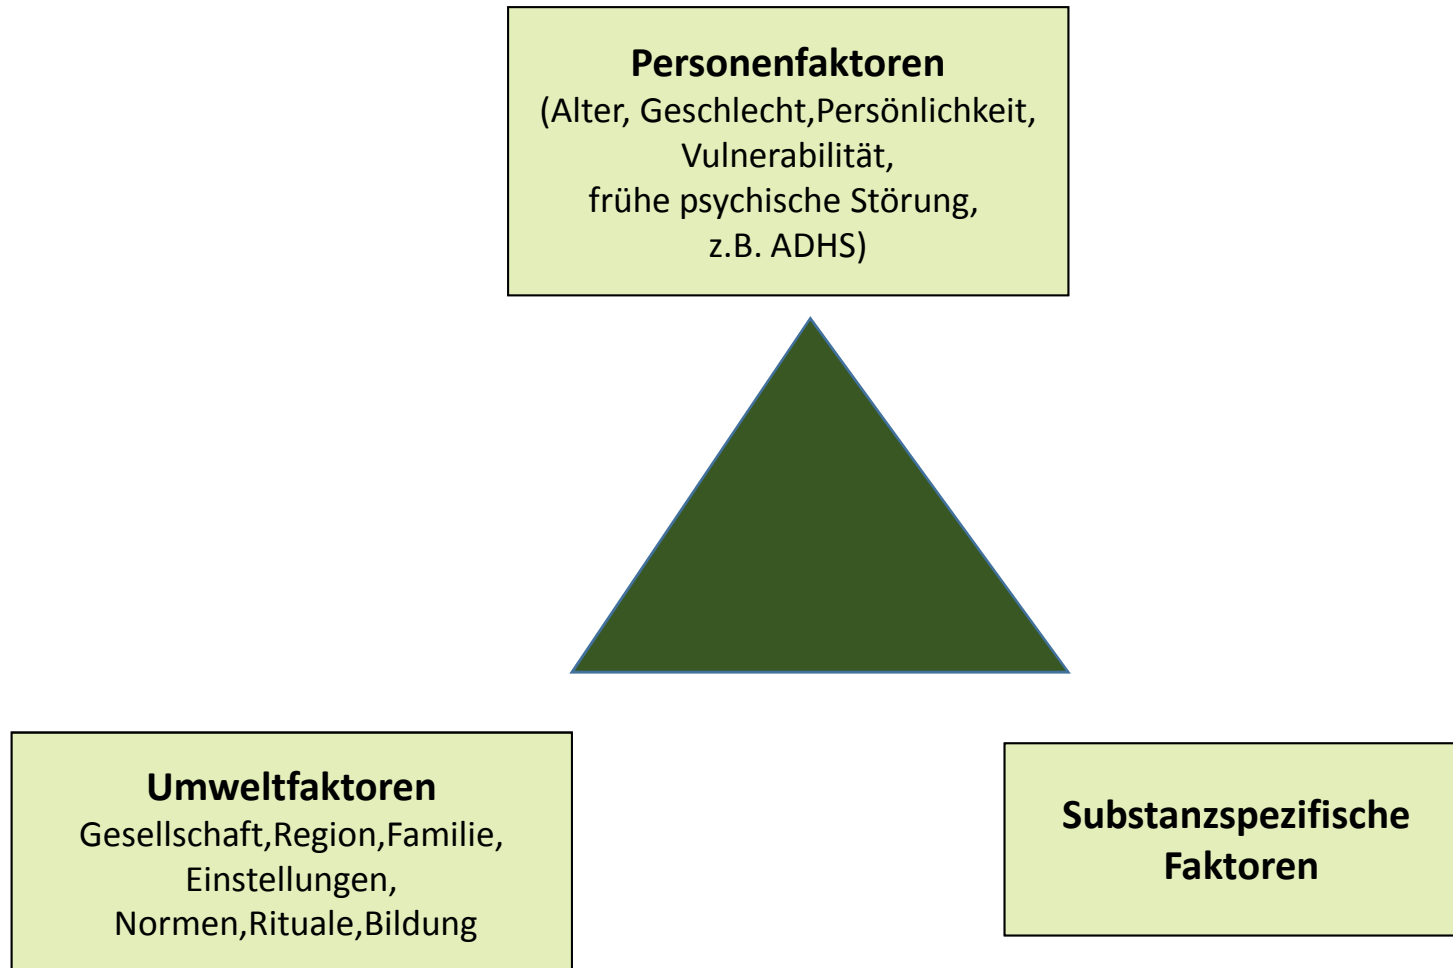 Personenfaktoren
(Alter, Geschlecht,Persönlichkeit,
Vulnerabilität,
frühe psychische Störung,
z.B. ADHS)
Umweltfaktoren
Gesellschaft,Region,Familie,
Einstellungen,
Normen,Rituale,Bildung
Substanzspezifische
Faktoren